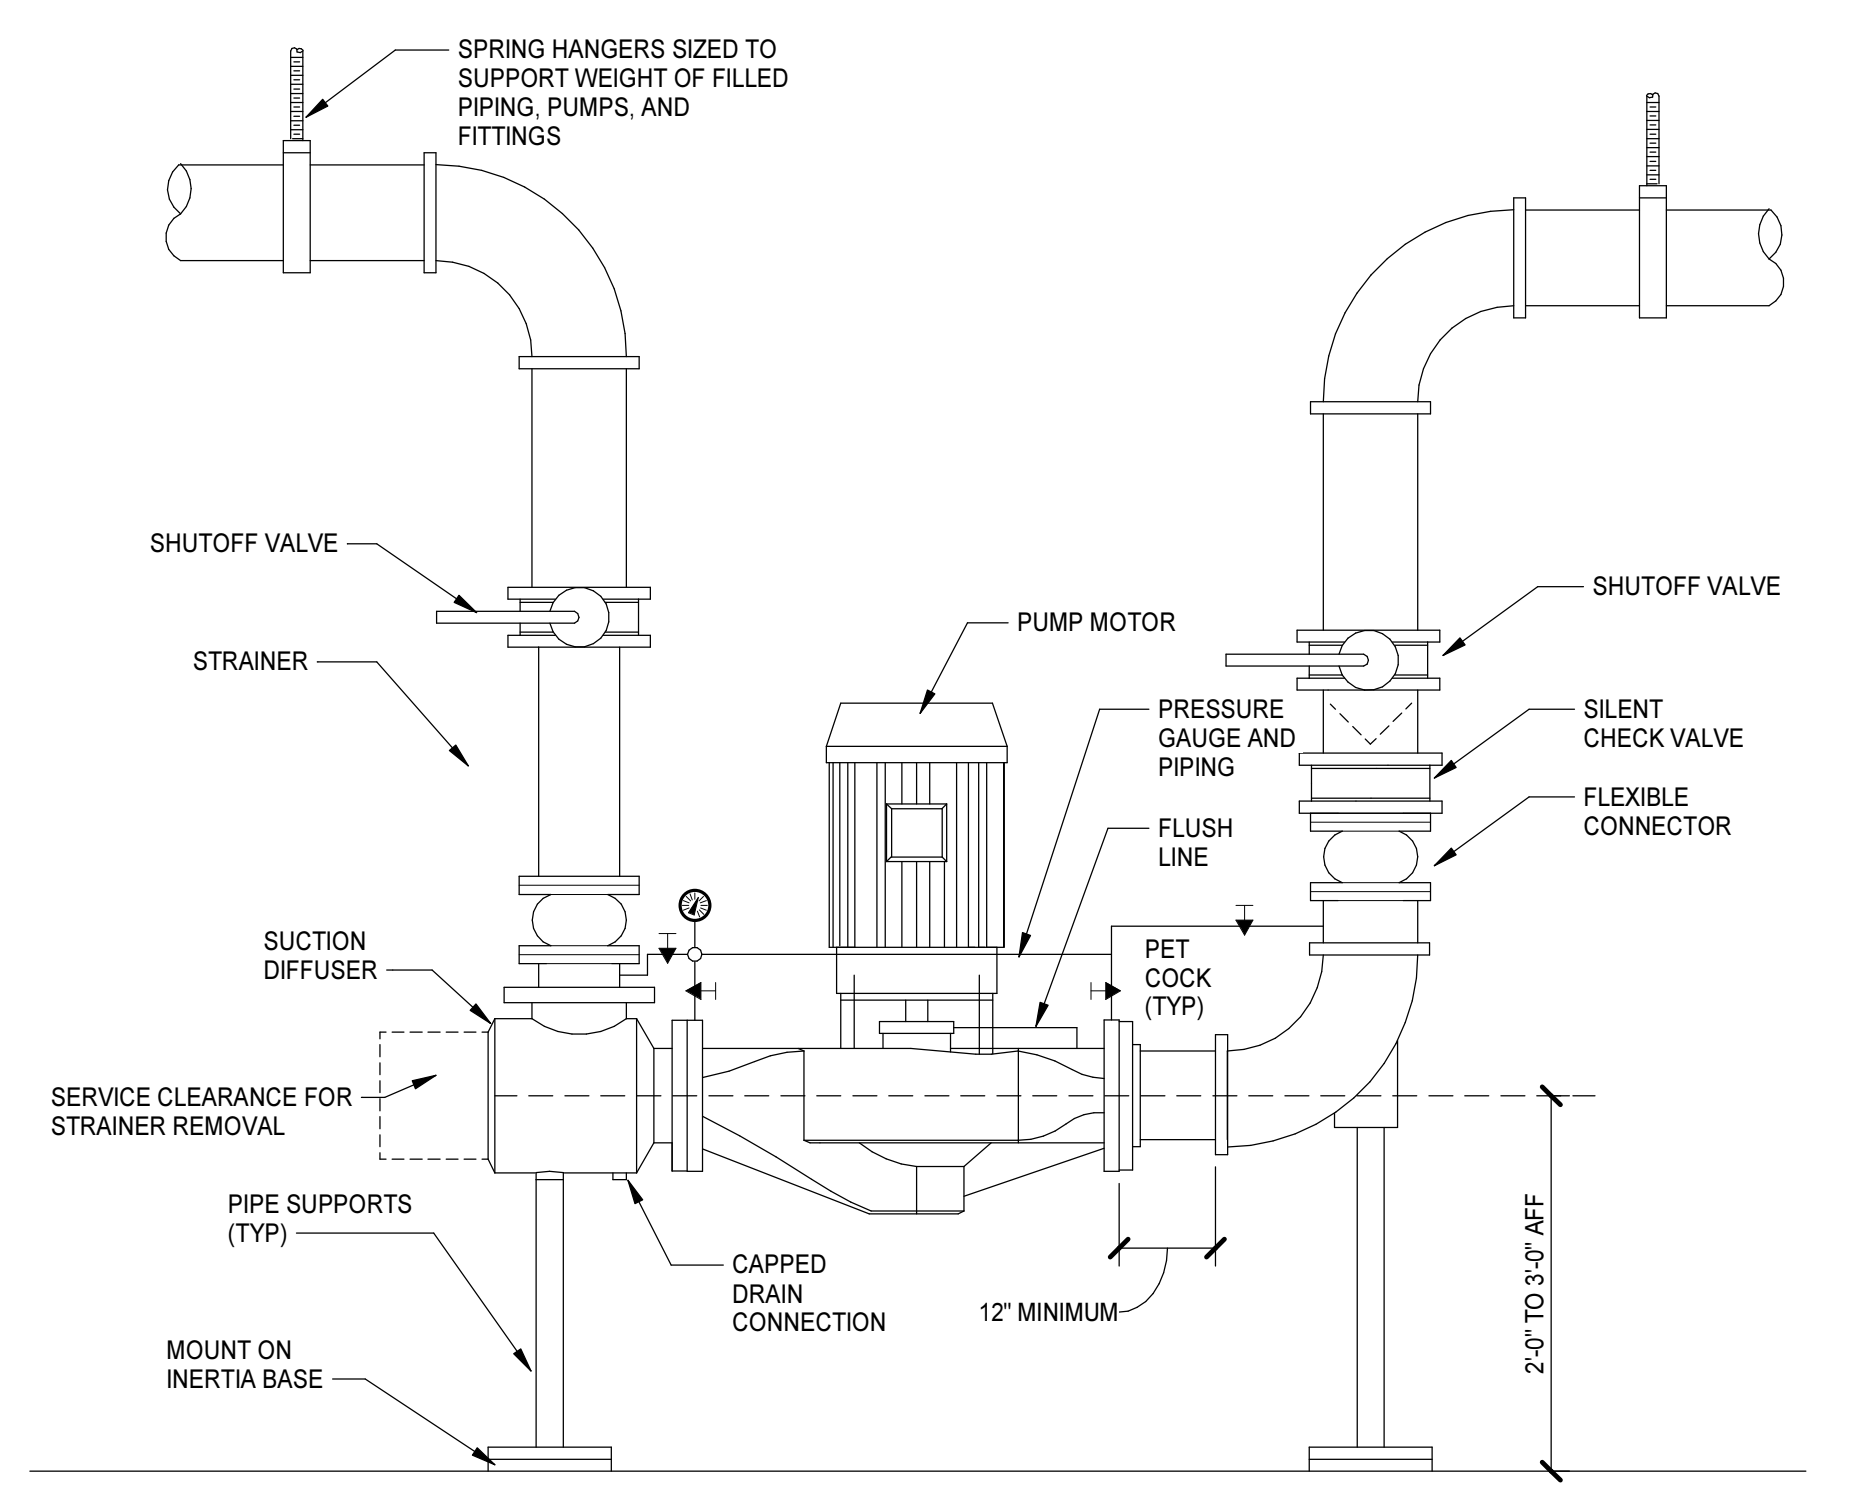 SPRING HANGERS SIZED TO
SUPPORT WEIGHT OF FILLED
PIPING, PUMPS, AND
FITTINGS
SHUTOFF VALVE
STRAINER
SHUTOFF VALVE
PUMP MOTOR
PRESSURE
GAUGE AND
PIPING
SILENT
CHECK VALVE
FLEXIBLE
CONNECTOR
FLUSH
LINE
SUCTION
DIFFUSER
PET
COCK
(TYP)
SERVICE CLEARANCE FOR
STRAINER REMOVAL
PIPE SUPPORTS
(TYP)
CAPPED
DRAIN
CONNECTION
12" MINIMUM
2'-0" TO 3'-0" AFF
MOUNT ON
INERTIA BASE